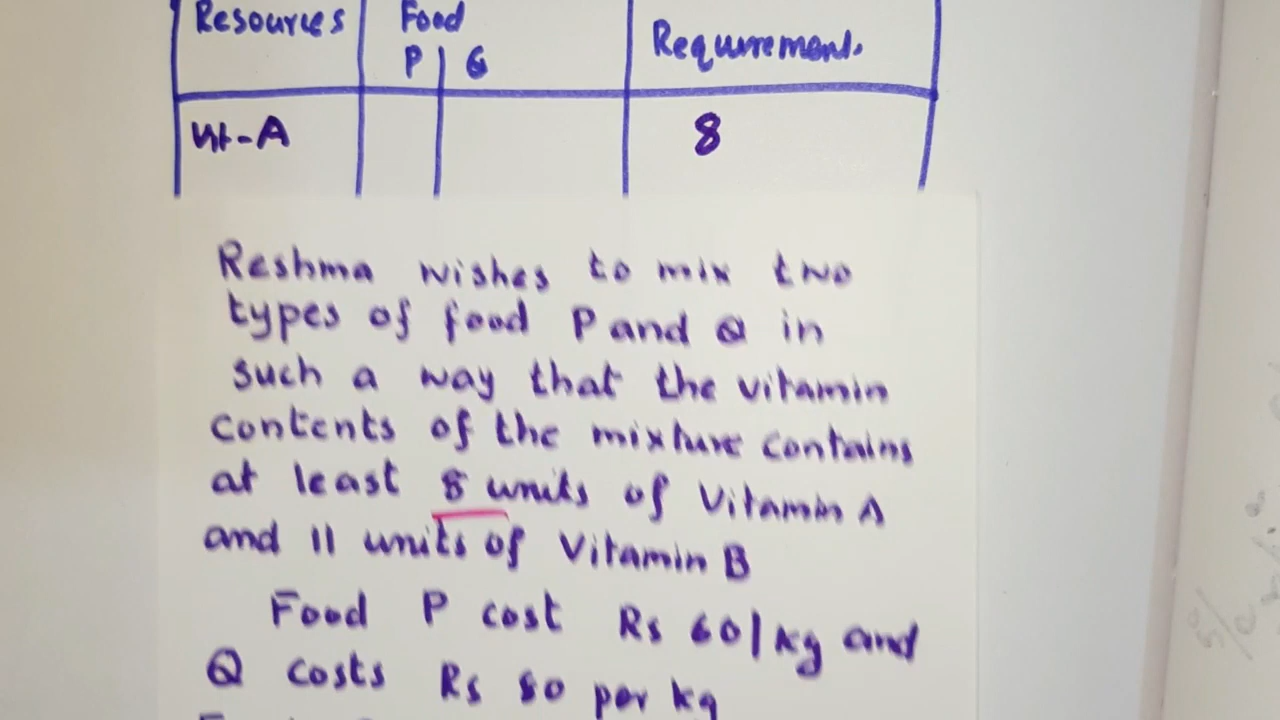 Resources Food Requirement.
P Q
Vit-A 8
Reshma wishes to mix two
types of food P and Q in
such a way that the vitamin
contents of the mixture contains
at least 8 units of Vitamin A
and 11 units of Vitamin B
Food P cost Rs 60/kg and
Q costs Rs 80 per kg